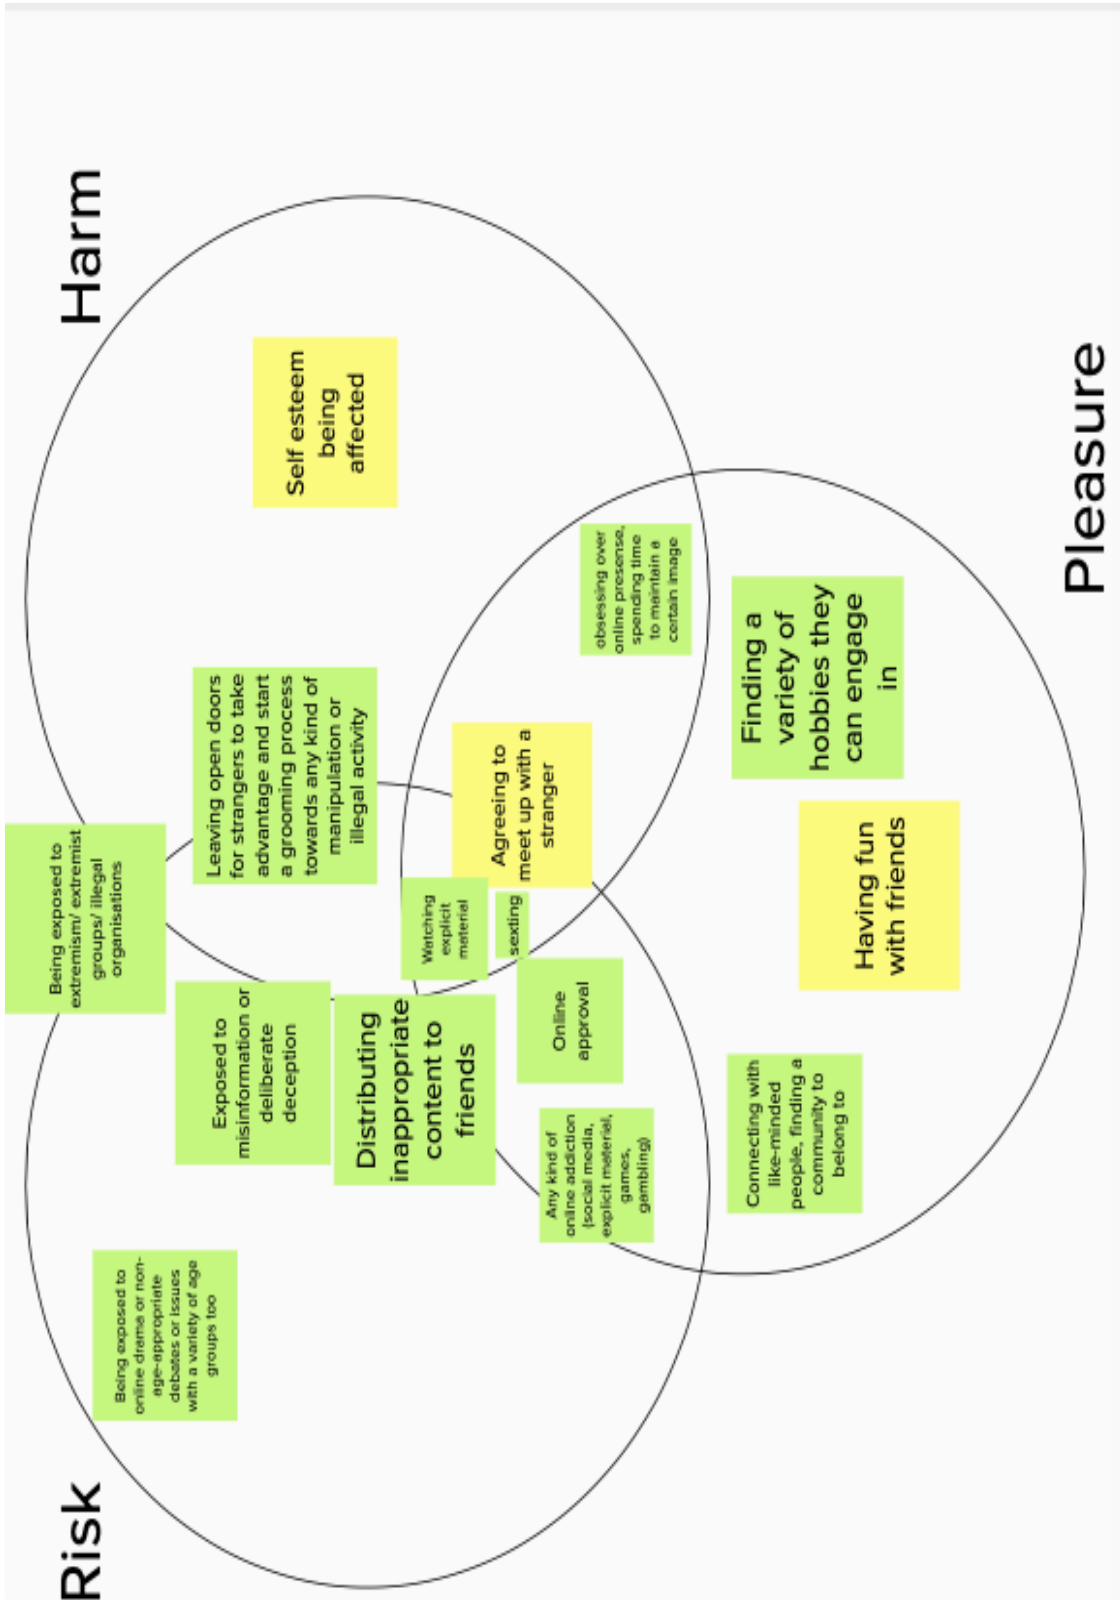 Risk
Harm
Being exposed to
extremism/ extremist
groups/ illegal
organisations
Being exposed to
online drama or non-
age-appropriate
debates or issues
with a variety of age
groups too
Exposed to
misinformation or
deliberate
deception
Leaving open doors
for strangers to take
advantage and start
a grooming process
towards any kind of
manipulation or
illegal activity
Self esteem
being
affected
Distributing
inappropriate
content to
friends
Watching
explicit
material
sexting
Agreeing to
meet up with a
stranger
Online
approval
Any kind of
online addiction
(social media,
explicit material,
games,
gambling)
obsessing over
online presense,
spending time
to maintain a
certain image
Connecting with
like-minded
people, finding a
community to
belong to
Having fun
with friends
Finding a
variety of
hobbies they
can engage
in
Pleasure